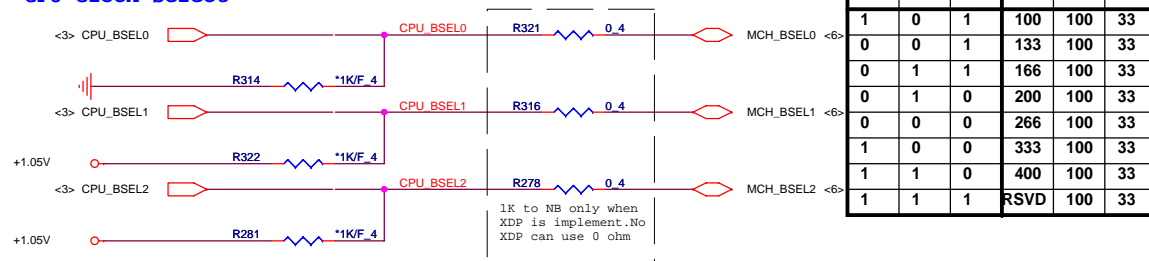 <3> CPU_BSEL0 CPU_BSEL0 R321 0_4 MCH_BSEL0 <6>
R314 *1K/F_4
<3> CPU_BSEL1 CPU_BSEL1 R316 0_4 MCH_BSEL1 <6>
+1.05V R322 *1K/F_4
<3> CPU_BSEL2 CPU_BSEL2 R278 0_4 MCH_BSEL2 <6>
1K to NB only when
XDP is implement.No
XDP can use 0 ohm
+1.05V R281 *1K/F_4
1 0 1 100 100 33
0 0 1 133 100 33
0 1 1 166 100 33
0 1 0 200 100 33
0 0 0 266 100 33
1 0 0 333 100 33
1 1 0 400 100 33
1 1 1 RSVD 100 33